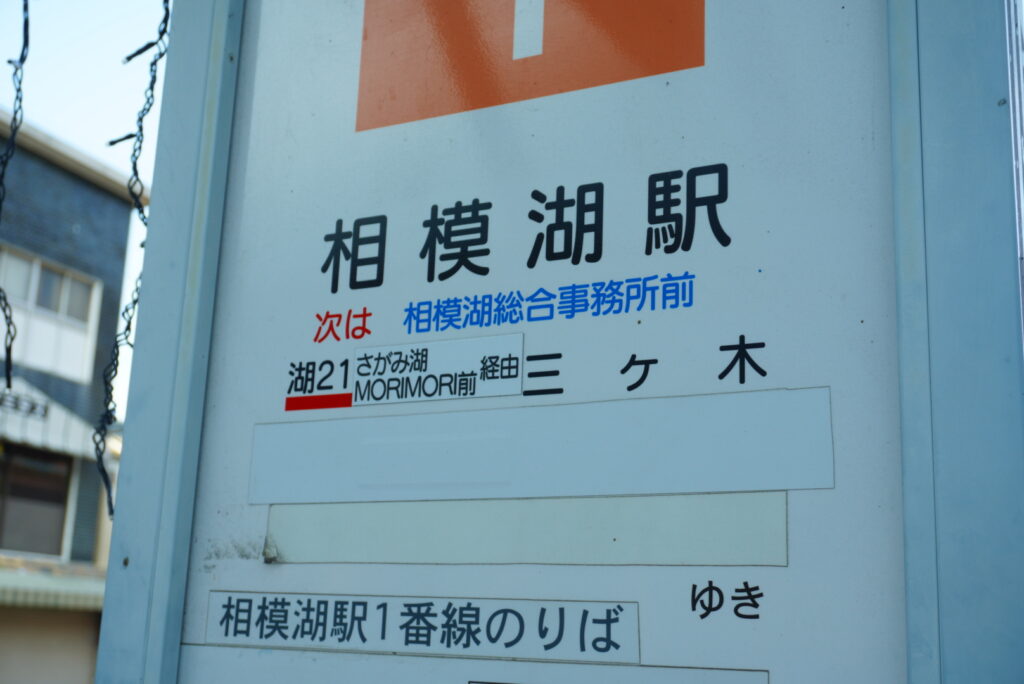 相模湖駅
次は 相模湖総合事務所前
湖21 さがみ湖MORIMORI前 経由 三ヶ木
ゆき
相模湖駅1番線のりば